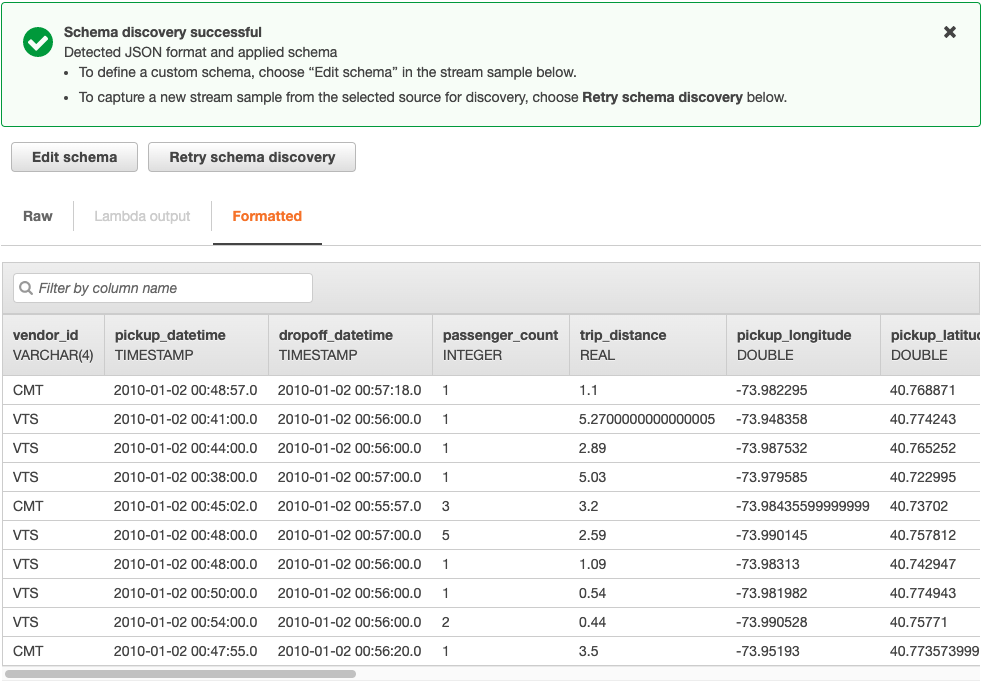 Schema discovery successful
Detected JSON format and applied schema
• To define a custom schema, choose “Edit schema” in the stream sample below.
• To capture a new stream sample from the selected source for discovery, choose Retry schema discovery below.
Edit schema Retry schema discovery
Raw Lambda output Formatted
Filter by column name
vendor_id pickup_datetime dropoff_datetime passenger_count trip_distance pickup_longitude pickup_latitud
VARCHAR(4) TIMESTAMP TIMESTAMP INTEGER REAL DOUBLE DOUBLE
CMT 2010-01-02 00:48:57.0 2010-01-02 00:57:18.0 1 1.1 -73.982295 40.768871
VTS 2010-01-02 00:41:00.0 2010-01-02 00:56:00.0 1 5.2700000000000005 -73.948358 40.774243
VTS 2010-01-02 00:44:00.0 2010-01-02 00:56:00.0 1 2.89 -73.987532 40.765252
VTS 2010-01-02 00:38:00.0 2010-01-02 00:57:00.0 1 5.03 -73.979585 40.722995
CMT 2010-01-02 00:45:02.0 2010-01-02 00:55:57.0 3 3.2 -73.98435599999999 40.73702
VTS 2010-01-02 00:48:00.0 2010-01-02 00:57:00.0 5 2.59 -73.990145 40.757812
VTS 2010-01-02 00:48:00.0 2010-01-02 00:56:00.0 1 1.09 -73.98313 40.742947
VTS 2010-01-02 00:50:00.0 2010-01-02 00:56:00.0 1 0.54 -73.981982 40.774943
VTS 2010-01-02 00:54:00.0 2010-01-02 00:56:00.0 2 0.44 -73.990528 40.75771
CMT 2010-01-02 00:47:55.0 2010-01-02 00:56:20.0 1 3.5 -73.95193 40.773573999